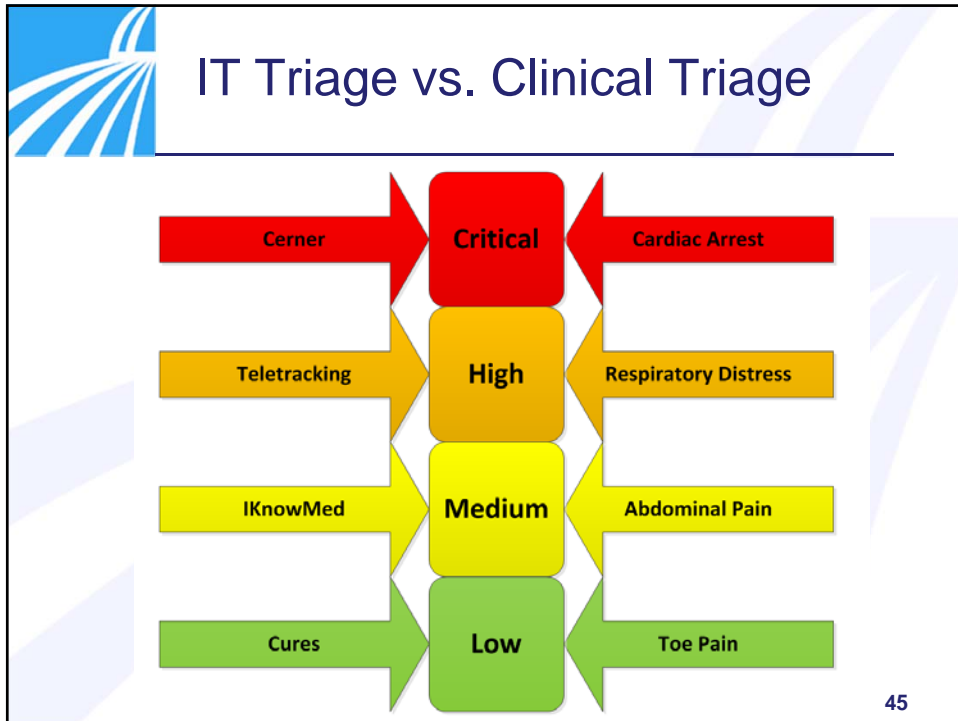 IT Triage vs. Clinical Triage
Cerner
Critical
Cardiac Arrest
Teletracking
High
Respiratory Distress
IKnowMed
Medium
Abdominal Pain
Cures
Low
Toe Pain
45